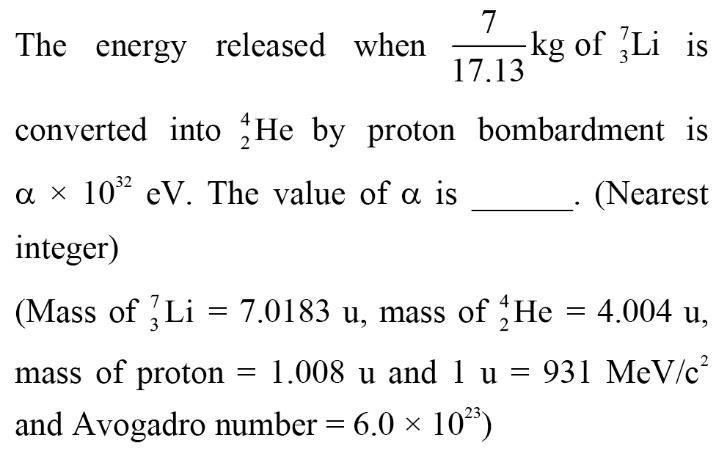 The energy released when 7/17.13 kg of ⁷₃Li is
converted into ⁴₂He by proton bombardment is
α × 10³² eV. The value of α is ______. (Nearest
integer)
(Mass of ⁷₃Li = 7.0183 u, mass of ⁴₂He = 4.004 u,
mass of proton = 1.008 u and 1 u = 931 MeV/c²
and Avogadro number = 6.0 × 10²³)